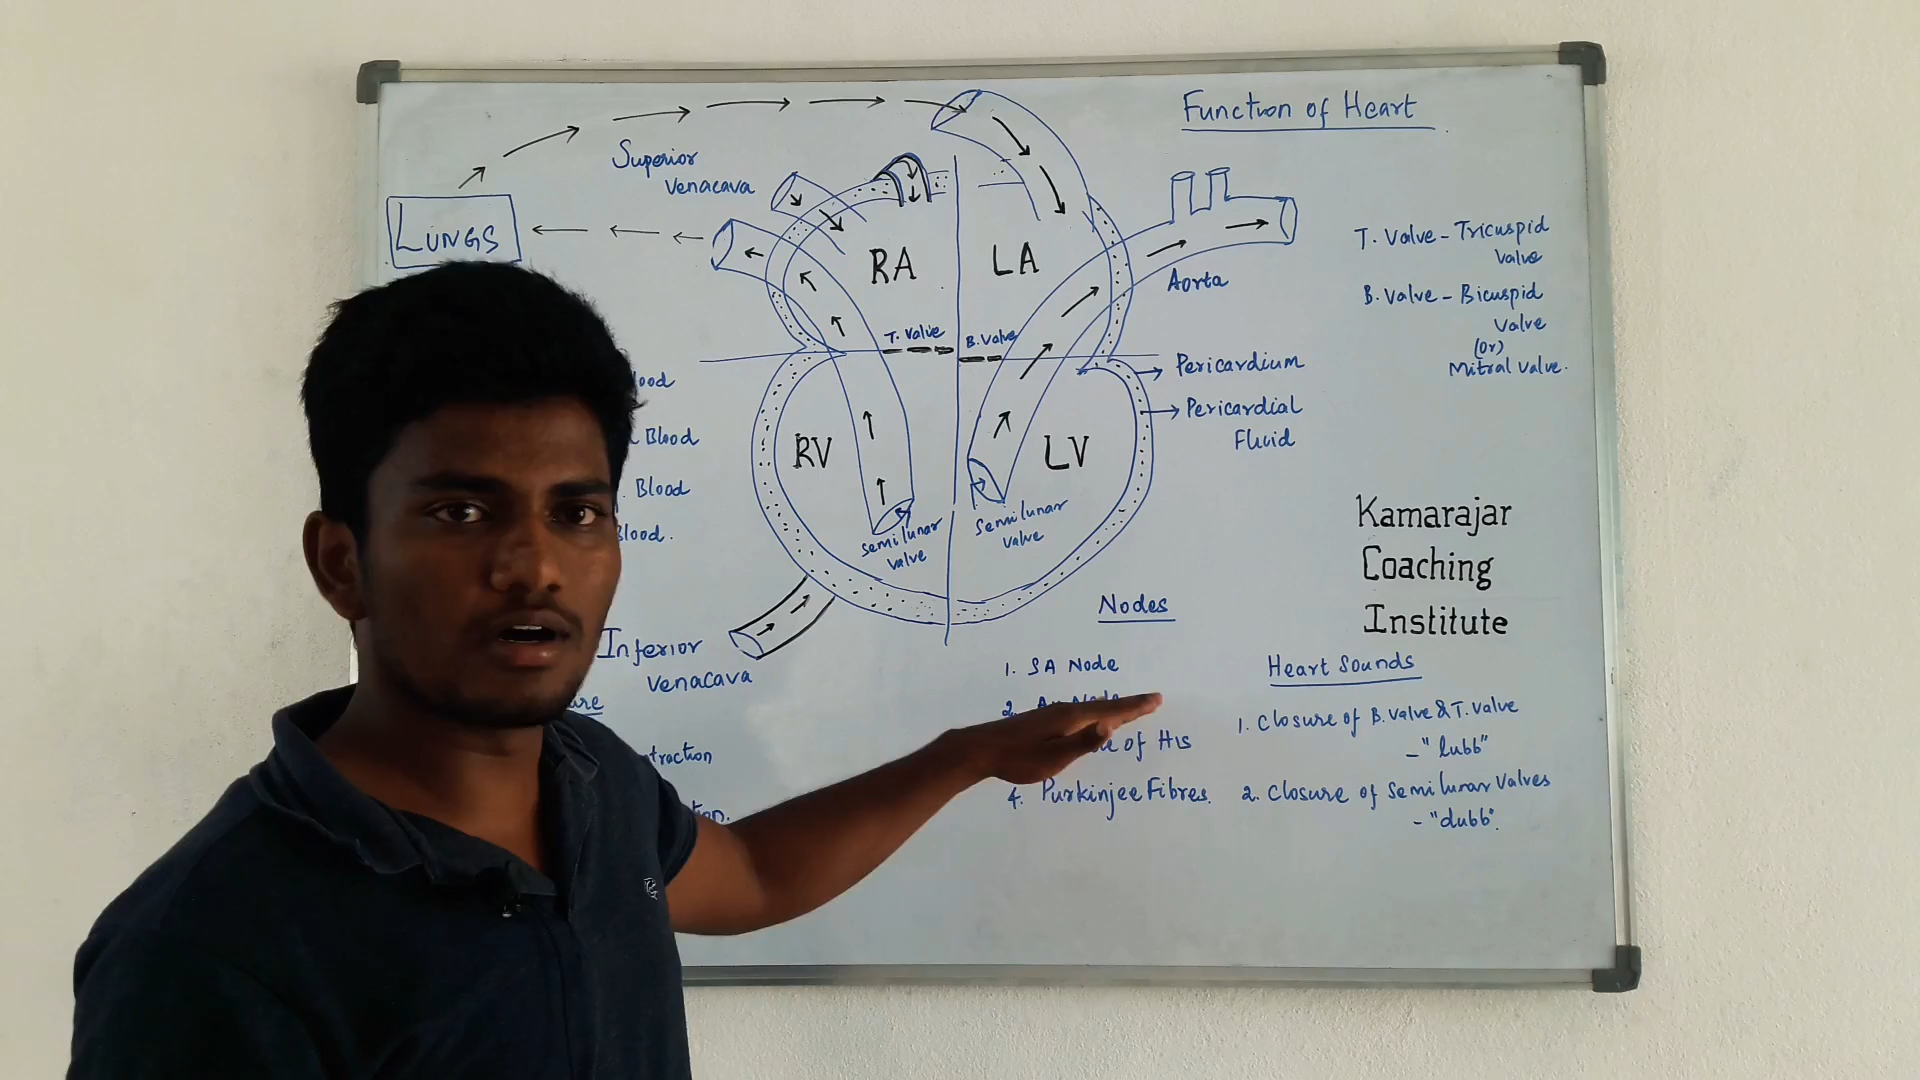 Function of Heart
Superior
Venacava
LUNGS
RA
LA
T. Valve
B. Valve
Aorta
T. Valve - Tricuspid
Valve
B. Valve - Bicuspid
Valve
(Or)
Mitral Valve.
Pericardium
Pericardial
Fluid
Blood
Blood
Blood.
RV
LV
Semilunar
valve
Semilunar
valve
Inferior
Venacava
Kamarajar
Coaching
Institute
Nodes
1. SA Node
2.
of His
4. Purkinjee Fibres.
Heart Sounds
1. Closure of B. Valve & T. Valve
- "lubb"
2. Closure of Semilunar Valves
- "dubb".